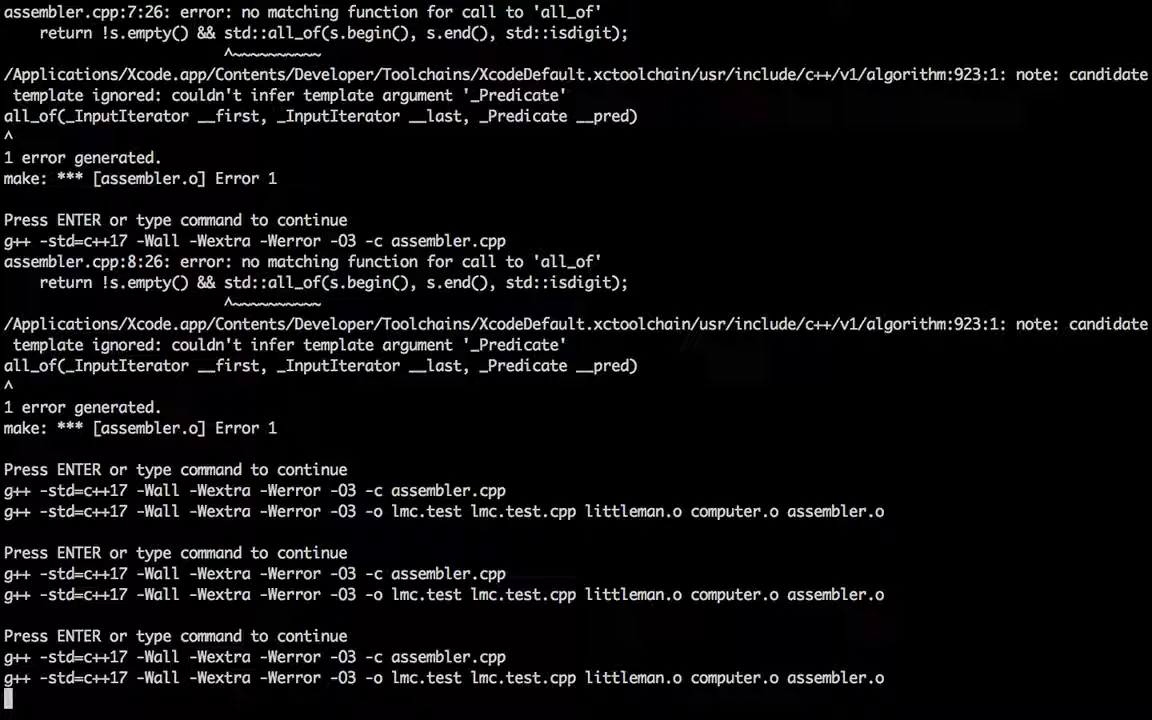 assembler.cpp:7:26: error: no matching function for call to 'all_of'
    return !s.empty() && std::all_of(s.begin(), s.end(), std::isdigit);
                         ^~~~~~~~~~~
/Applications/Xcode.app/Contents/Developer/Toolchains/XcodeDefault.xctoolchain/usr/include/c++/v1/algorithm:923:1: note: candidate
 template ignored: couldn't infer template argument '_Predicate'
all_of(_InputIterator __first, _InputIterator __last, _Predicate __pred)
^
1 error generated.
make: *** [assembler.o] Error 1

Press ENTER or type command to continue
g++ -std=c++17 -Wall -Wextra -Werror -O3 -c assembler.cpp
assembler.cpp:8:26: error: no matching function for call to 'all_of'
    return !s.empty() && std::all_of(s.begin(), s.end(), std::isdigit);
                         ^~~~~~~~~~~
/Applications/Xcode.app/Contents/Developer/Toolchains/XcodeDefault.xctoolchain/usr/include/c++/v1/algorithm:923:1: note: candidate
 template ignored: couldn't infer template argument '_Predicate'
all_of(_InputIterator __first, _InputIterator __last, _Predicate __pred)
^
1 error generated.
make: *** [assembler.o] Error 1

Press ENTER or type command to continue
g++ -std=c++17 -Wall -Wextra -Werror -O3 -c assembler.cpp
g++ -std=c++17 -Wall -Wextra -Werror -O3 -o lmc.test lmc.test.cpp littleman.o computer.o assembler.o

Press ENTER or type command to continue
g++ -std=c++17 -Wall -Wextra -Werror -O3 -c assembler.cpp
g++ -std=c++17 -Wall -Wextra -Werror -O3 -o lmc.test lmc.test.cpp littleman.o computer.o assembler.o

Press ENTER or type command to continue
g++ -std=c++17 -Wall -Wextra -Werror -O3 -c assembler.cpp
g++ -std=c++17 -Wall -Wextra -Werror -O3 -o lmc.test lmc.test.cpp littleman.o computer.o assembler.o